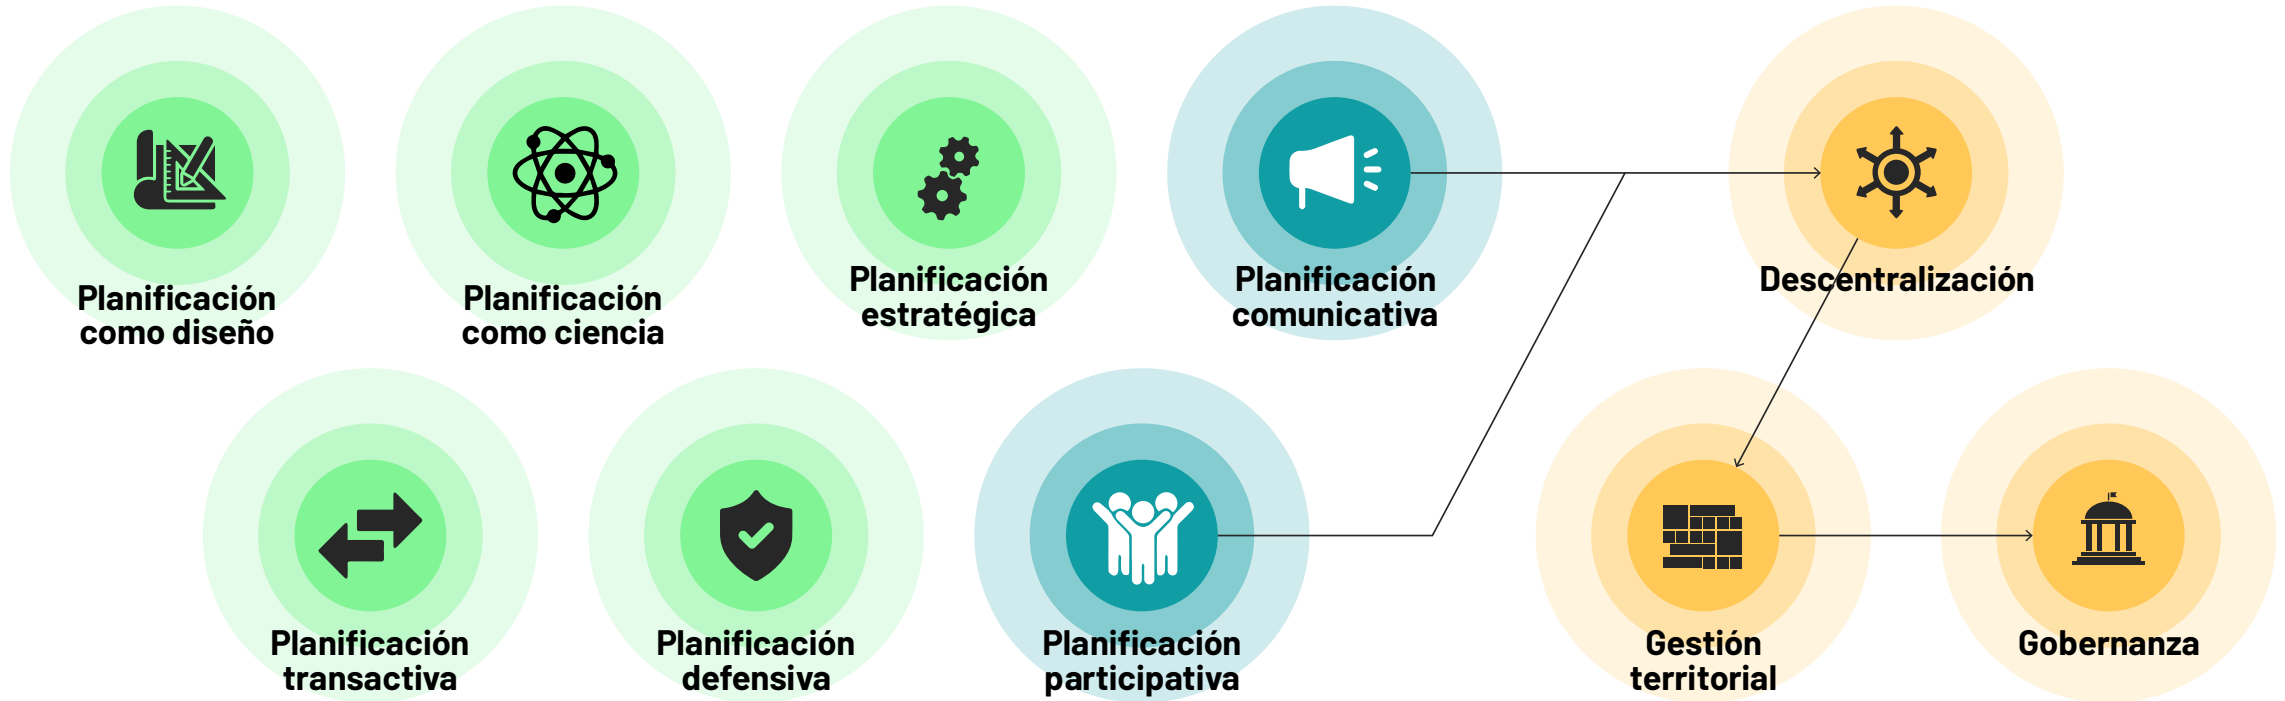 Planificación
como diseño
Planificación
como ciencia
Planificación
estratégica
Planificación
comunicativa
Descentralización
Planificación
transactiva
Planificación
defensiva
Planificación
participativa
Gestión
territorial
Gobernanza